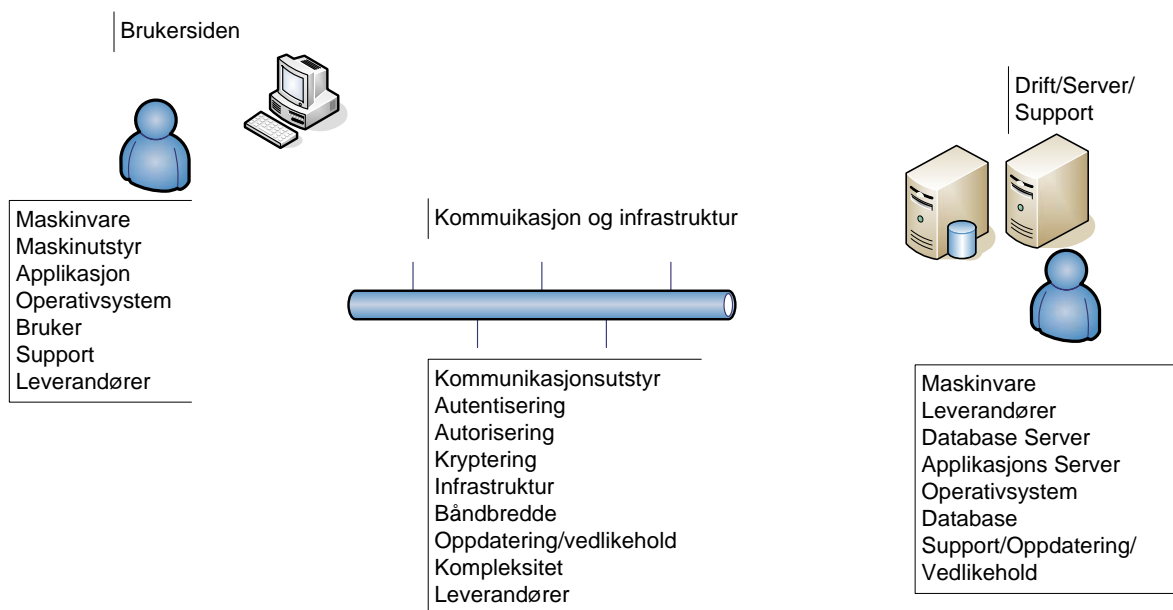 Brukersiden
Maskinvare
Maskinutstyr
Applikasjon
Operativsystem
Bruker
Support
Leverandører
Kommuikasjon og infrastruktur
Kommunikasjonsutstyr
Autentisering
Autorisering
Kryptering
Infrastruktur
Båndbredde
Oppdatering/vedlikehold
Kompleksitet
Leverandører
Drift/Server/
Support
Maskinvare
Leverandører
Database Server
Applikasjons Server
Operativsystem
Database
Support/Oppdatering/
Vedlikehold